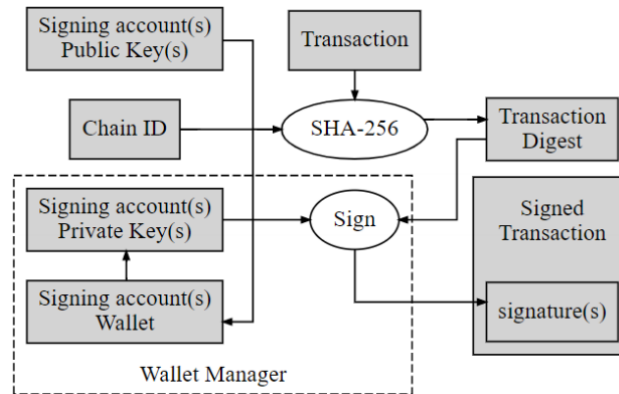 Signing account(s)
Public Key(s)
Transaction
Chain ID
SHA-256
Transaction
Digest
Signing account(s)
Private Key(s)
Sign
Signed
Transaction
Signing account(s)
Wallet
signature(s)
Wallet Manager